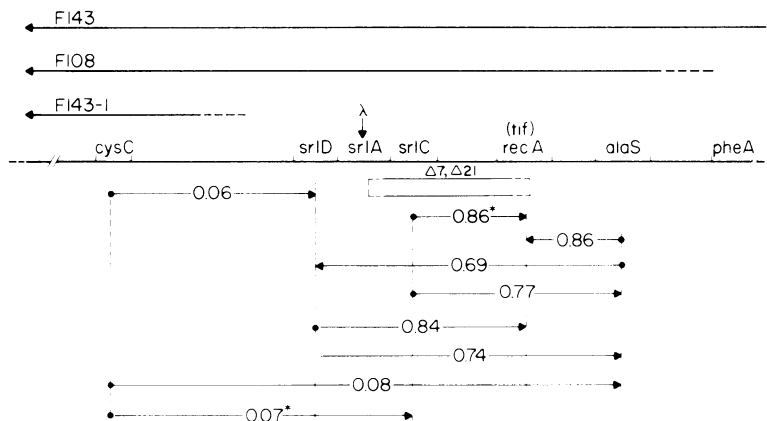 F143
F108
F143-1
λ
(tif)
cysC srlD srlA srlC recA alaS pheA
Δ7, Δ21
0.06
0.86*
0.86
0.69
0.77
0.84
0.74
0.08
0.07*